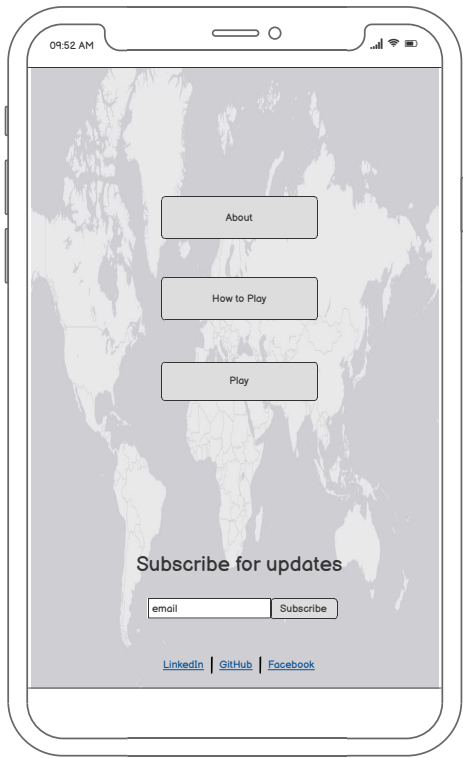 09:52 AM
About
How to Play
Play
Subscribe for updates
email Subscribe
LinkedIn | GitHub | Facebook